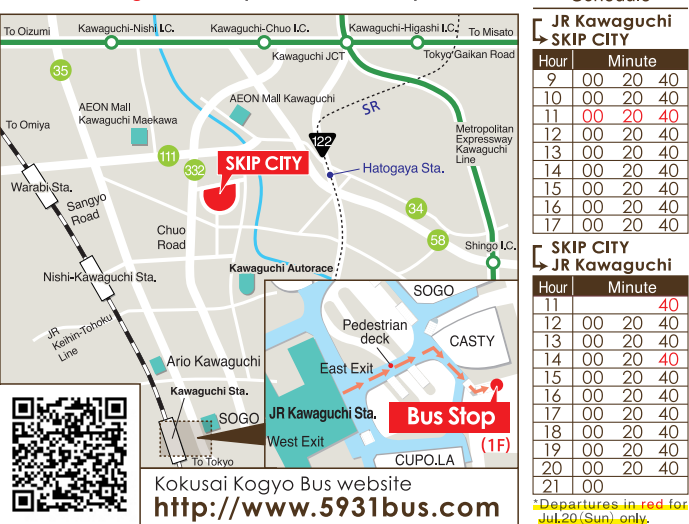 To Oizumi
Kawaguchi-Nishi I.C.
Kawaguchi-Chuo I.C.
Kawaguchi-Higashi I.C.
To Misato
Kawaguchi JCT
Tokyo Gaikan Road
35
AEON Mall
Kawaguchi Maekawa
AEON Mall Kawaguchi
SR
To Omiya
122
Metropolitan
Expressway
Kawaguchi
Line
111
332
SKIP CITY
Hatogaya Sta.
Warabi Sta.
Sangyo
Road
34
Chuo
Road
58
Shingo I.C.
Nishi-Kawaguchi Sta.
Kawaguchi Autorace
JR
Keihin-Tohoku
Line
Ario Kawaguchi
Kawaguchi Sta.
SOGO
To Tokyo
SOGO
Pedestrian
deck
CASTY
East Exit
JR Kawaguchi Sta.
Bus Stop
(1F)
West Exit
CUPO.LA
Kokusai Kogyo Bus website
http://www.5931bus.com
JR Kawaguchi
SKIP CITY
Hour Minute
9 00 20 40
10 00 20 40
11 00 20 40
12 00 20 40
13 00 20 40
14 00 20 40
15 00 20 40
16 00 20 40
17 00 20 40
SKIP CITY
JR Kawaguchi
Hour Minute
11 40
12 00 20 40
13 00 20 40
14 00 20 40
15 00 20 40
16 00 20 40
17 00 20 40
18 00 20 40
19 00 20 40
20 00 20 40
21 00
*Departures in red for
Jul.20(Sun) only.